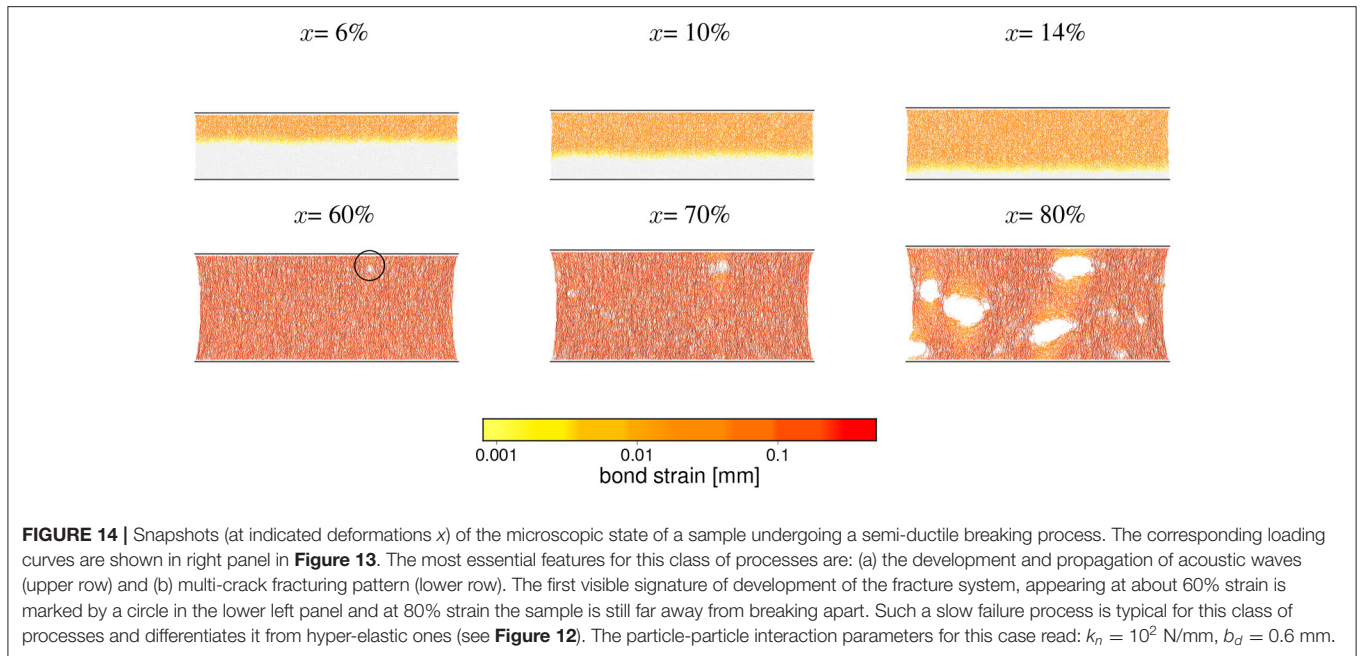 x= 6% x= 10% x= 14%
x= 60% x= 70% x= 80%
0.001 0.01 0.1
bond strain [mm]
FIGURE 14 | Snapshots (at indicated deformations x) of the microscopic state of a sample undergoing a semi-ductile breaking process. The corresponding loading
curves are shown in right panel in Figure 13. The most essential features for this class of processes are: (a) the development and propagation of acoustic waves
(upper row) and (b) multi-crack fracturing pattern (lower row). The first visible signature of development of the fracture system, appearing at about 60% strain is
marked by a circle in the lower left panel and at 80% strain the sample is still far away from breaking apart. Such a slow failure process is typical for this class of
processes and differentiates it from hyper-elastic ones (see Figure 12). The particle-particle interaction parameters for this case read: kₙ = 10² N/mm, b_d = 0.6 mm.